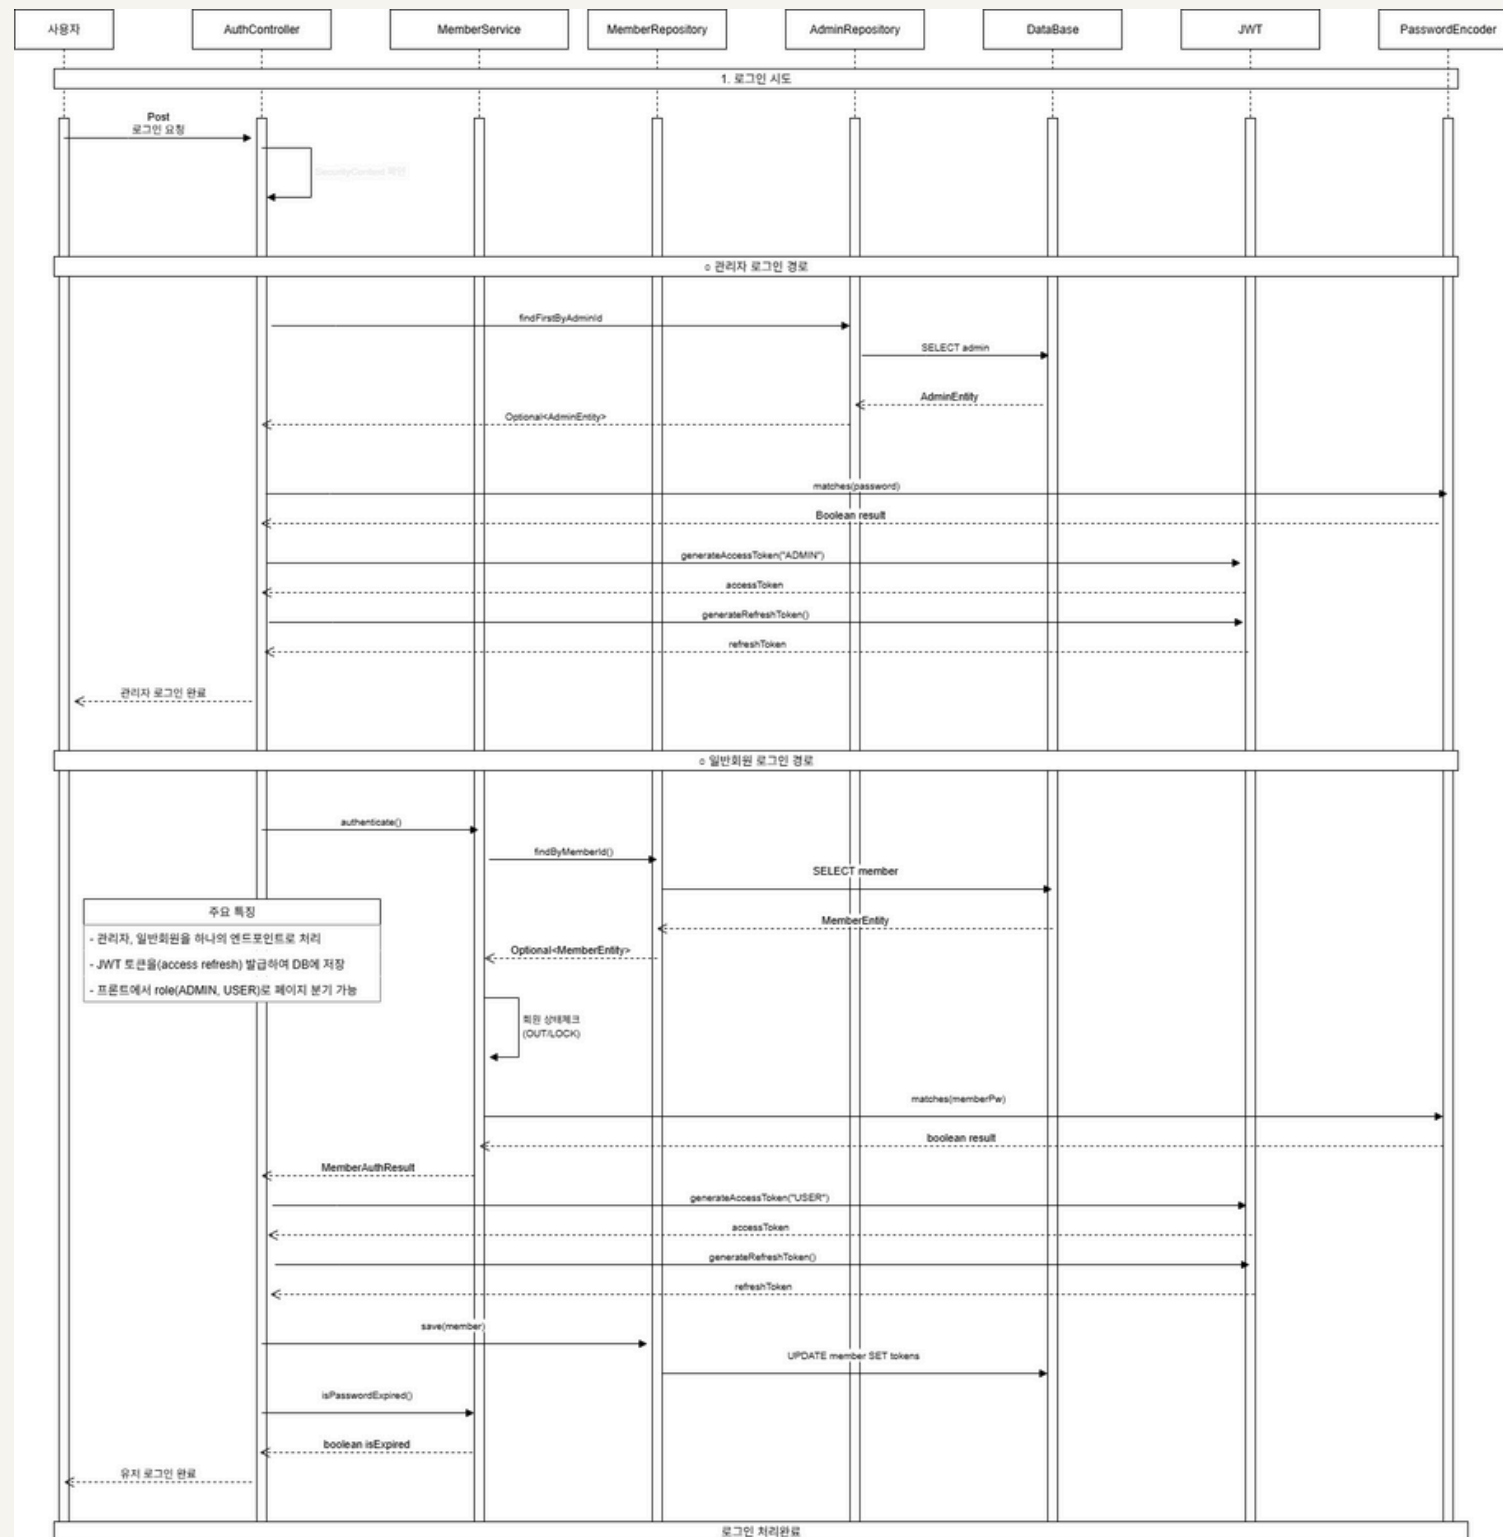 사용자
AuthController
MemberService
MemberRepository
AdminRepository
DataBase
JWT
PasswordEncoder
1. 로그인 시도
Post
로그인 요청
SecurityContext 확인
○ 관리자 로그인 경로
findFirstByAdminId
SELECT admin
AdminEntity
Optional<AdminEntity>
matches(password)
Boolean result
generateAccessToken("ADMIN")
accessToken
generateRefreshToken()
refreshToken
관리자 로그인 완료
○ 일반회원 로그인 경로
authenticate()
findByMemberId()
SELECT member
주요 특징
- 관리자, 일반회원을 하나의 엔드포인트로 처리
- JWT 토큰을(access refresh) 발급하여 DB에 저장
- 프론트에서 role(ADMIN, USER)로 페이지 분기 가능
MemberEntity
Optional<MemberEntity>
회원 상태체크
(OUT/LOCK)
matches(memberPw)
boolean result
MemberAuthResult
generateAccessToken("USER")
accessToken
generateRefreshToken()
refreshToken
save(member)
UPDATE member SET tokens
isPasswordExpired()
boolean isExpired
유저 로그인 완료
로그인 처리완료